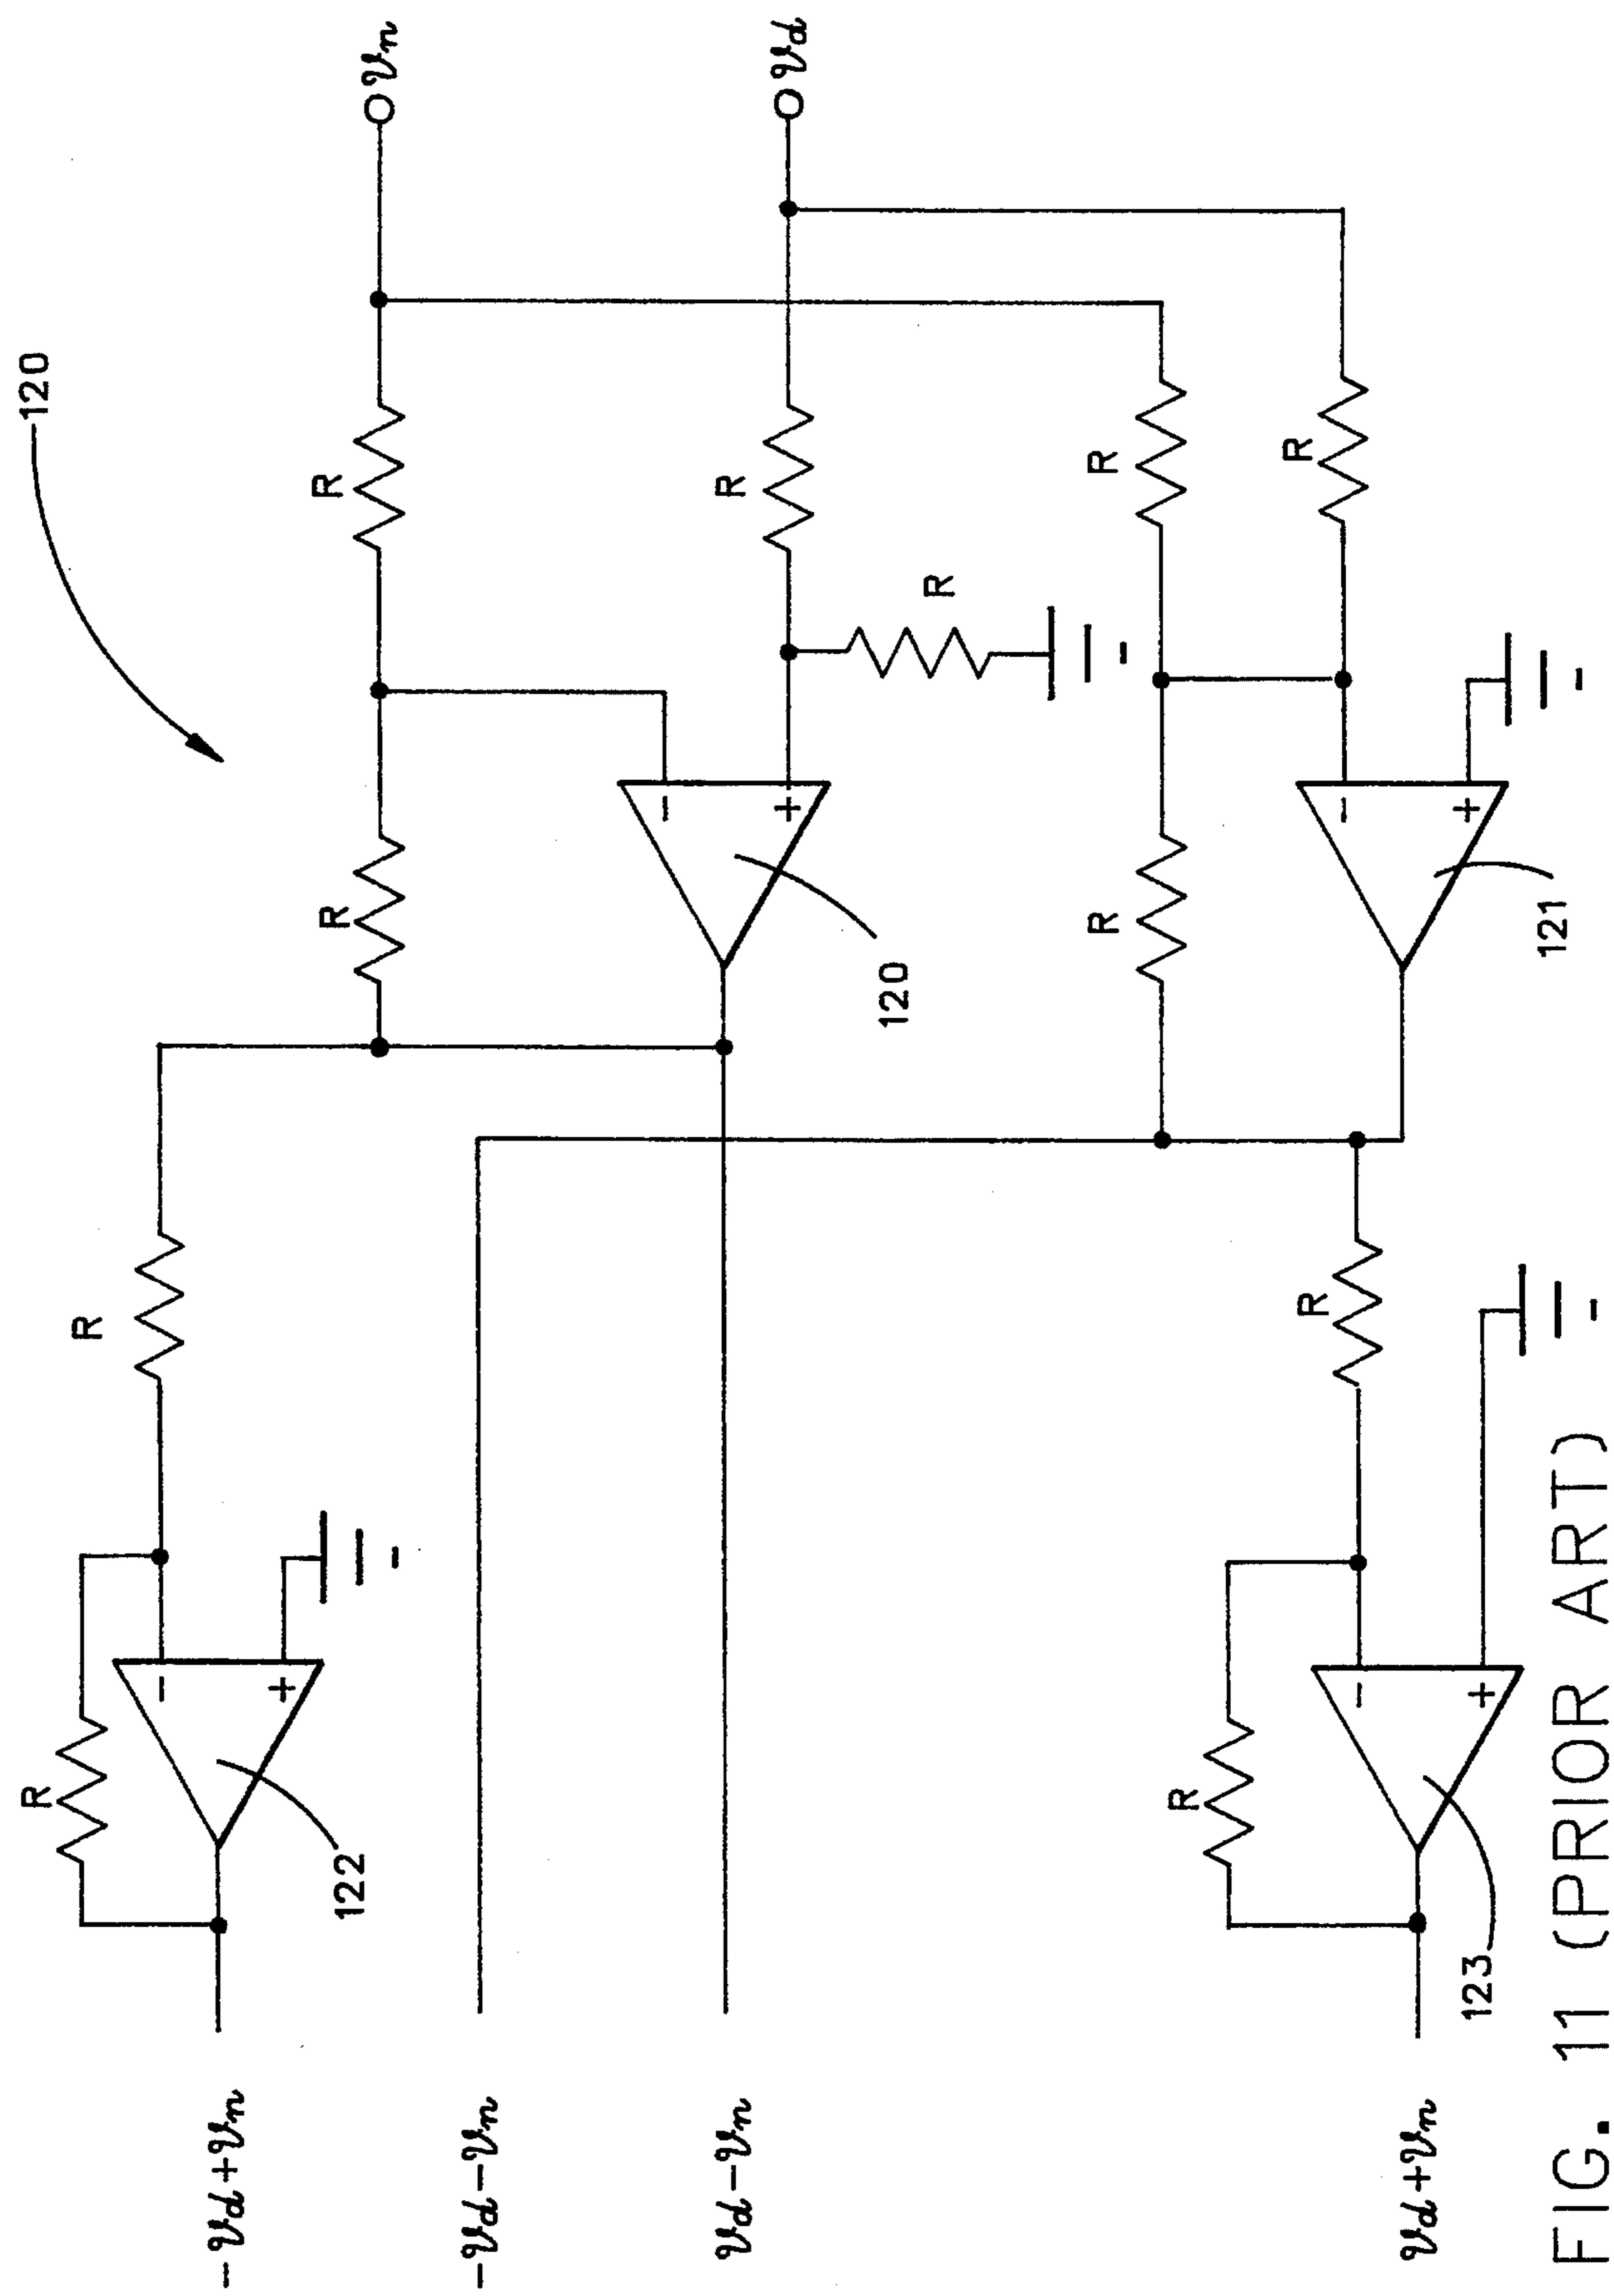 120
𝒱n
𝒱d
R
R
R
R
R
-
+
120
R
R
-
+
121
R
R
R
-
+
122
R
-
+
123
-𝒱d+𝒱n
-𝒱d-𝒱n
𝒱d-𝒱n
𝒱d+𝒱n
FIG. 11 (PRIOR ART)